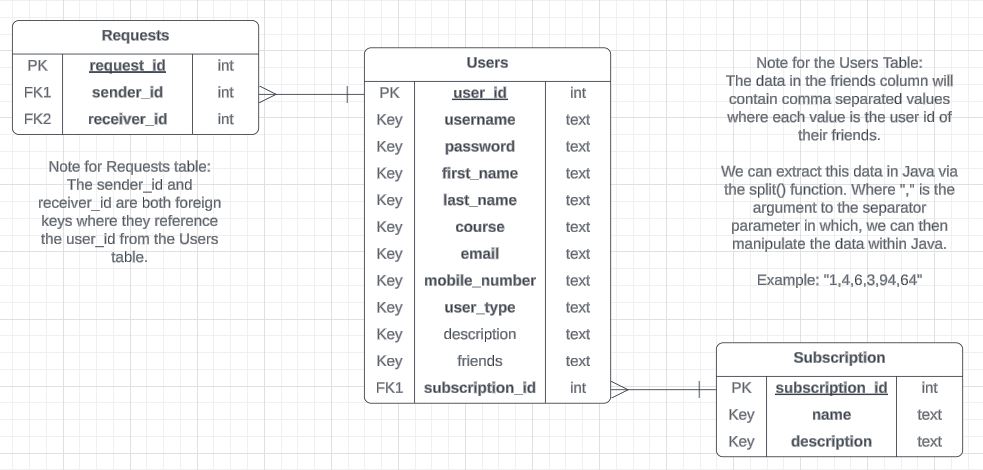 Requests
PK request_id int
FK1 sender_id int
FK2 receiver_id int
Note for Requests table:
The sender_id and
receiver_id are both foreign
keys where they reference
the user_id from the Users
table.
Users
PK user_id int
Key username text
Key password text
Key first_name text
Key last_name text
Key course text
Key email text
Key mobile_number text
Key user_type text
Key description text
Key friends text
FK1 subscription_id int
Note for the Users Table:
The data in the friends column will
contain comma separated values
where each value is the user id of
their friends.
We can extract this data in Java via
the split() function. Where "," is the
argument to the separator
parameter in which, we can then
manipulate the data within Java.
Example: "1,4,6,3,94,64"
Subscription
PK subscription_id int
Key name text
Key description text